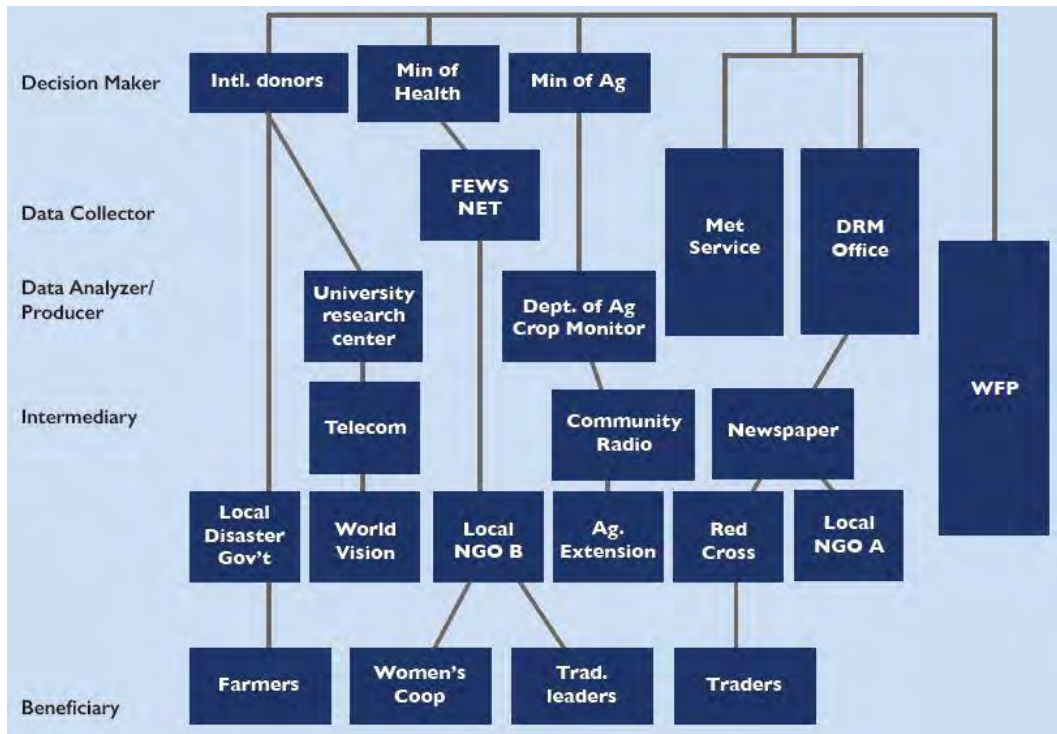 Decision Maker
Intl. donors
Min of
Health
Min of Ag
FEWS
NET
Data Collector
Met
Service
DRM
Office
Data Analyzer/
Producer
University
research
center
Dept. of Ag
Crop Monitor
WFP
Intermediary
Telecom
Community
Radio
Newspaper
Local
Disaster
Gov't
World
Vision
Local
NGO B
Ag.
Extension
Red
Cross
Local
NGO A
Beneficiary
Farmers
Women's
Coop
Trad.
leaders
Traders